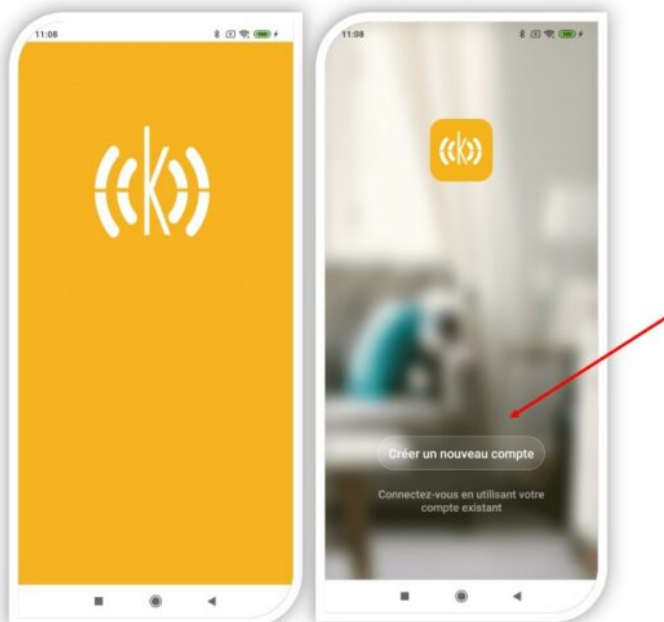 11:08
k
11:08
k
Créer un nouveau compte
Connectez-vous en utilisant votre
compte existant